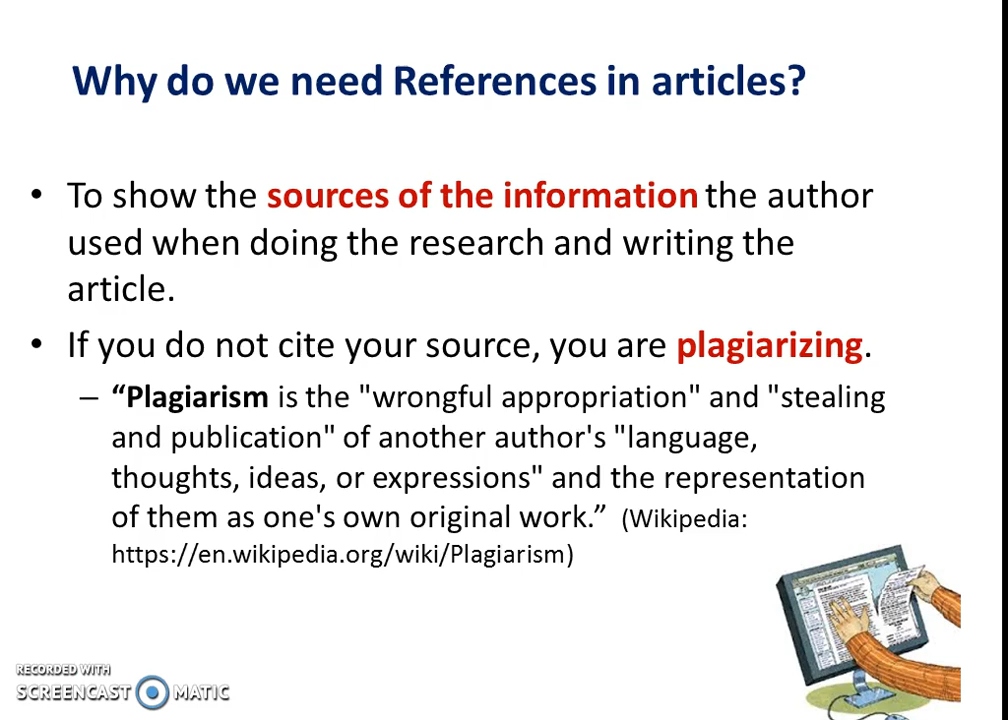 Why do we need References in articles?
• To show the sources of the information the author
used when doing the research and writing the
article.
• If you do not cite your source, you are plagiarizing.
– “Plagiarism is the "wrongful appropriation" and "stealing
and publication" of another author's "language,
thoughts, ideas, or expressions" and the representation
of them as one's own original work.” (Wikipedia:
https://en.wikipedia.org/wiki/Plagiarism)
RECORDED WITH
SCREENCAST MATIC